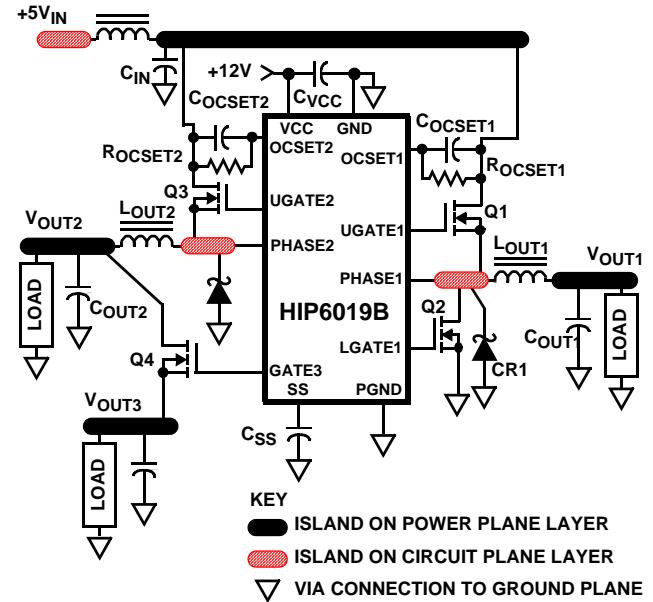 +5VIN
CIN
+12V
CVCC
COCSET2
COCSET1
VCC
GND
OCSET2
OCSET1
ROCSET2
ROCSET1
Q3
Q1
UGATE2
UGATE1
VOUT2
LOUT2
LOUT1
VOUT1
PHASE2
PHASE1
LOAD
COUT2
HIP6019B
Q2
COUT1
LOAD
Q4
LGATE1
CR1
GATE3
SS
PGND
VOUT3
CSS
LOAD
KEY
ISLAND ON POWER PLANE LAYER
ISLAND ON CIRCUIT PLANE LAYER
VIA CONNECTION TO GROUND PLANE